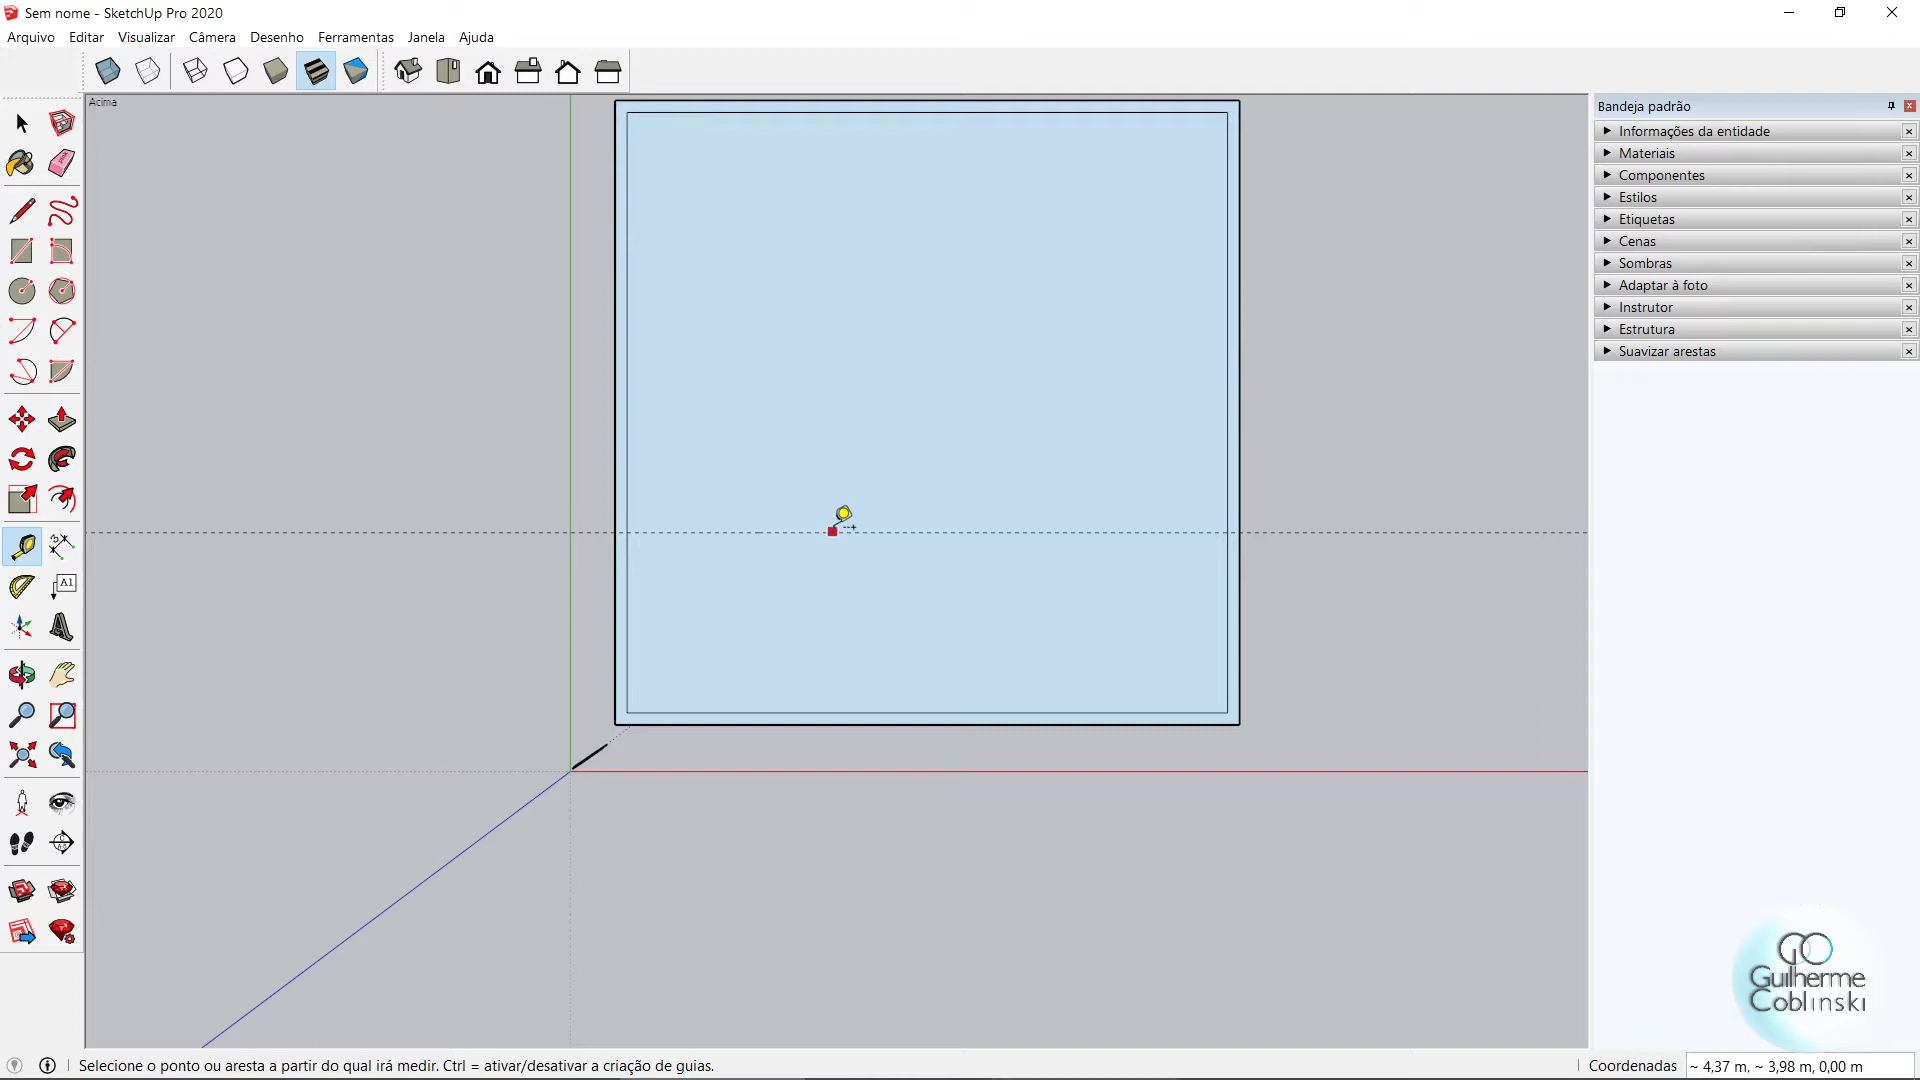 Sem nome - SketchUp Pro 2020
Arquivo Editar Visualizar Câmera Desenho Ferramentas Janela Ajuda
Acima
Bandeja padrão
Informações da entidade
Materiais
Componentes
Estilos
Etiquetas
Cenas
Sombras
Adaptar à foto
Instrutor
Estrutura
Suavizar arestas
A1
GO
Guilherme
Coblinski
Selecione o ponto ou aresta a partir do qual irá medir. Ctrl = ativar/desativar a criação de guias.
Coordenadas ~ 4,37 m, ~ 3,98 m, 0,00 m